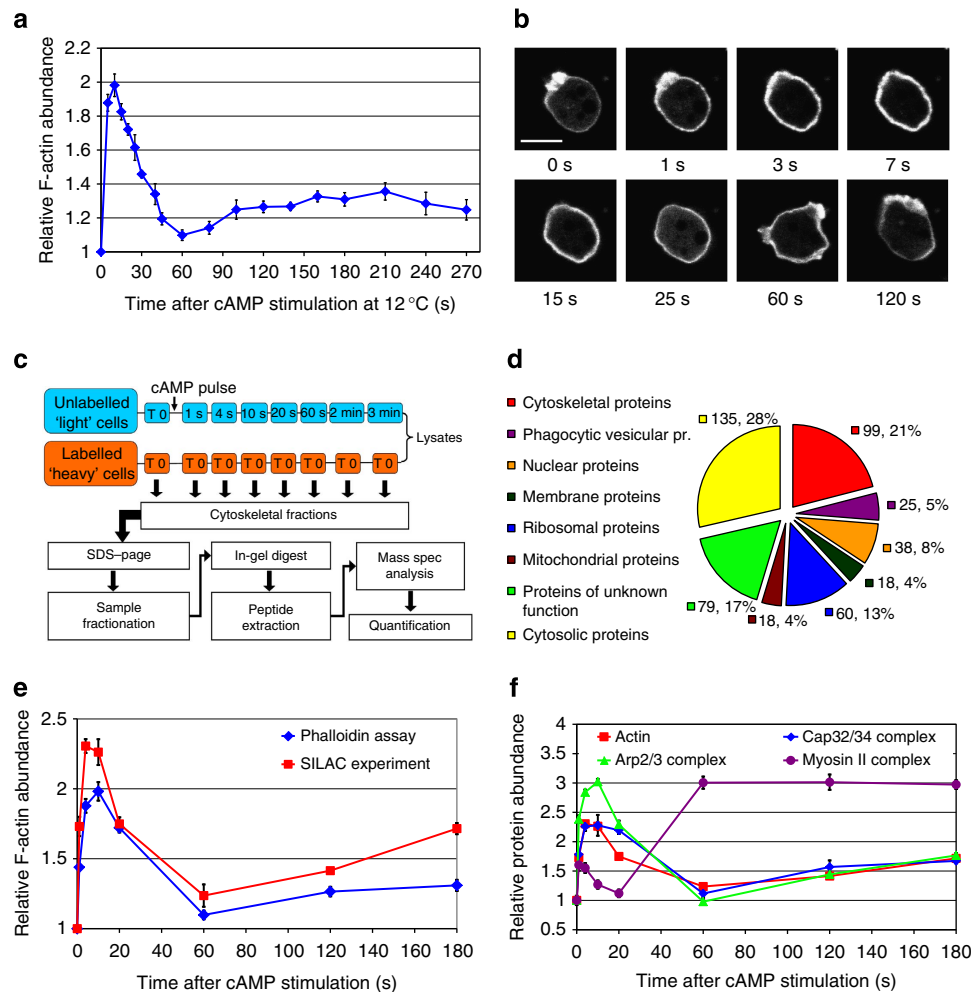 a
2.2
2
1.8
1.6
1.4
1.2
1
Relative F-actin abundance
0 30 60 90 120 150 180 210 240 270
Time after cAMP stimulation at 12 °C (s)
b
0 s 1 s 3 s 7 s
15 s 25 s 60 s 120 s
c
cAMP pulse
Unlabelled 'light' cells
T 0 1 s 4 s 10 s 20 s 60 s 2 min 3 min
Lysates
Labelled 'heavy' cells
T 0 T 0 T 0 T 0 T 0 T 0 T 0 T 0
Cytoskeletal fractions
SDS–page
In-gel digest
Mass spec analysis
Sample fractionation
Peptide extraction
Quantification
d
Cytoskeletal proteins
Phagocytic vesicular pr.
Nuclear proteins
Membrane proteins
Ribosomal proteins
Mitochondrial proteins
Proteins of unknown function
Cytosolic proteins
135, 28%
99, 21%
25, 5%
38, 8%
18, 4%
60, 13%
18, 4%
79, 17%
e
2.5
2
1.5
1
Relative F-actin abundance
Phalloidin assay
SILAC experiment
0 20 40 60 80 100 120 140 160 180
Time after cAMP stimulation (s)
f
4
3.5
3
2.5
2
1.5
1
0.5
Relative protein abundance
Actin
Cap32/34 complex
Arp2/3 complex
Myosin II complex
0 20 40 60 80 100 120 140 160 180
Time after cAMP stimulation (s)